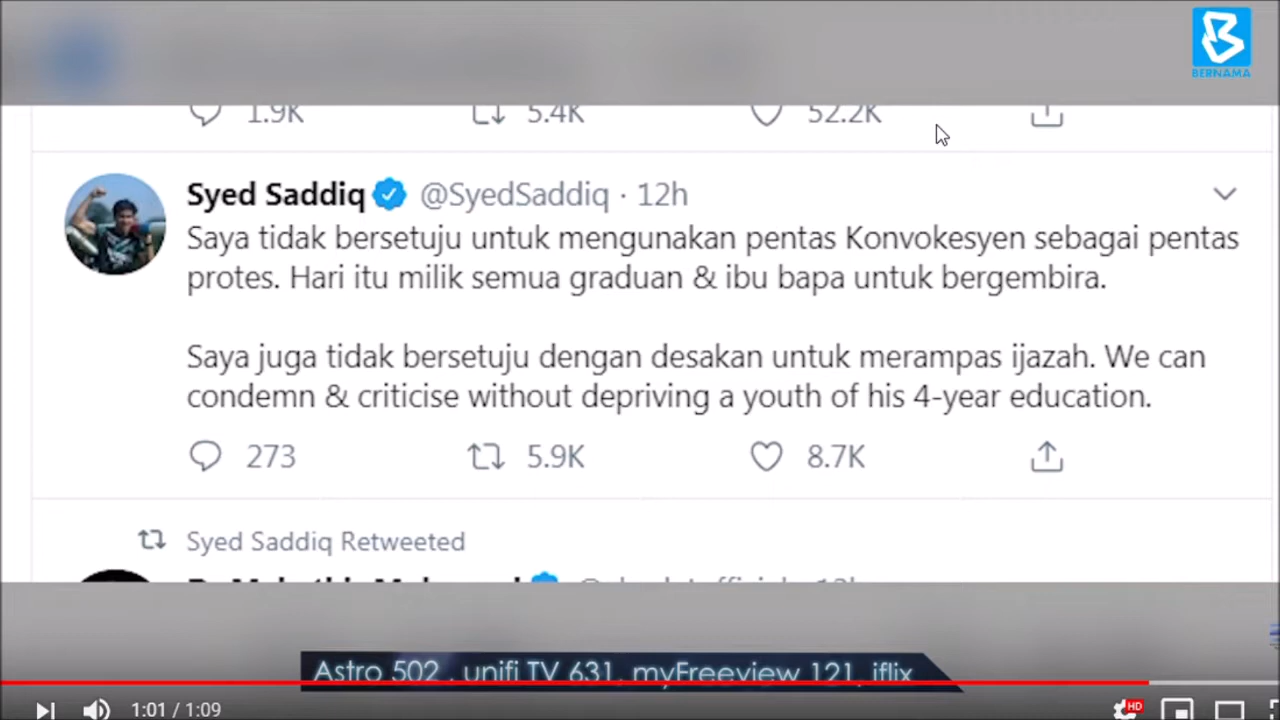 BERNAMA
1.9K 5.4K 52.2K
Syed Saddiq @SyedSaddiq · 12h
Saya tidak bersetuju untuk mengunakan pentas Konvokesyen sebagai pentas
protes. Hari itu milik semua graduan & ibu bapa untuk bergembira.
Saya juga tidak bersetuju dengan desakan untuk merampas ijazah. We can
condemn & criticise without depriving a youth of his 4-year education.
273 5.9K 8.7K
Syed Saddiq Retweeted
Astro 502 , unifi TV 631, myFreeview 121, iflix
1:01 / 1:09
HD